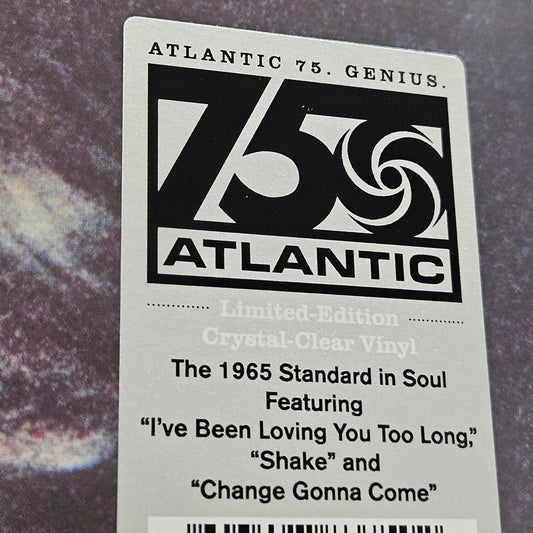 ATLANTIC 75. GENIUS.
75
ATLANTIC
Limited-Edition
Crystal-Clear Vinyl
The 1965 Standard in Soul
Featuring
“I’ve Been Loving You Too Long,”
“Shake” and
“Change Gonna Come”